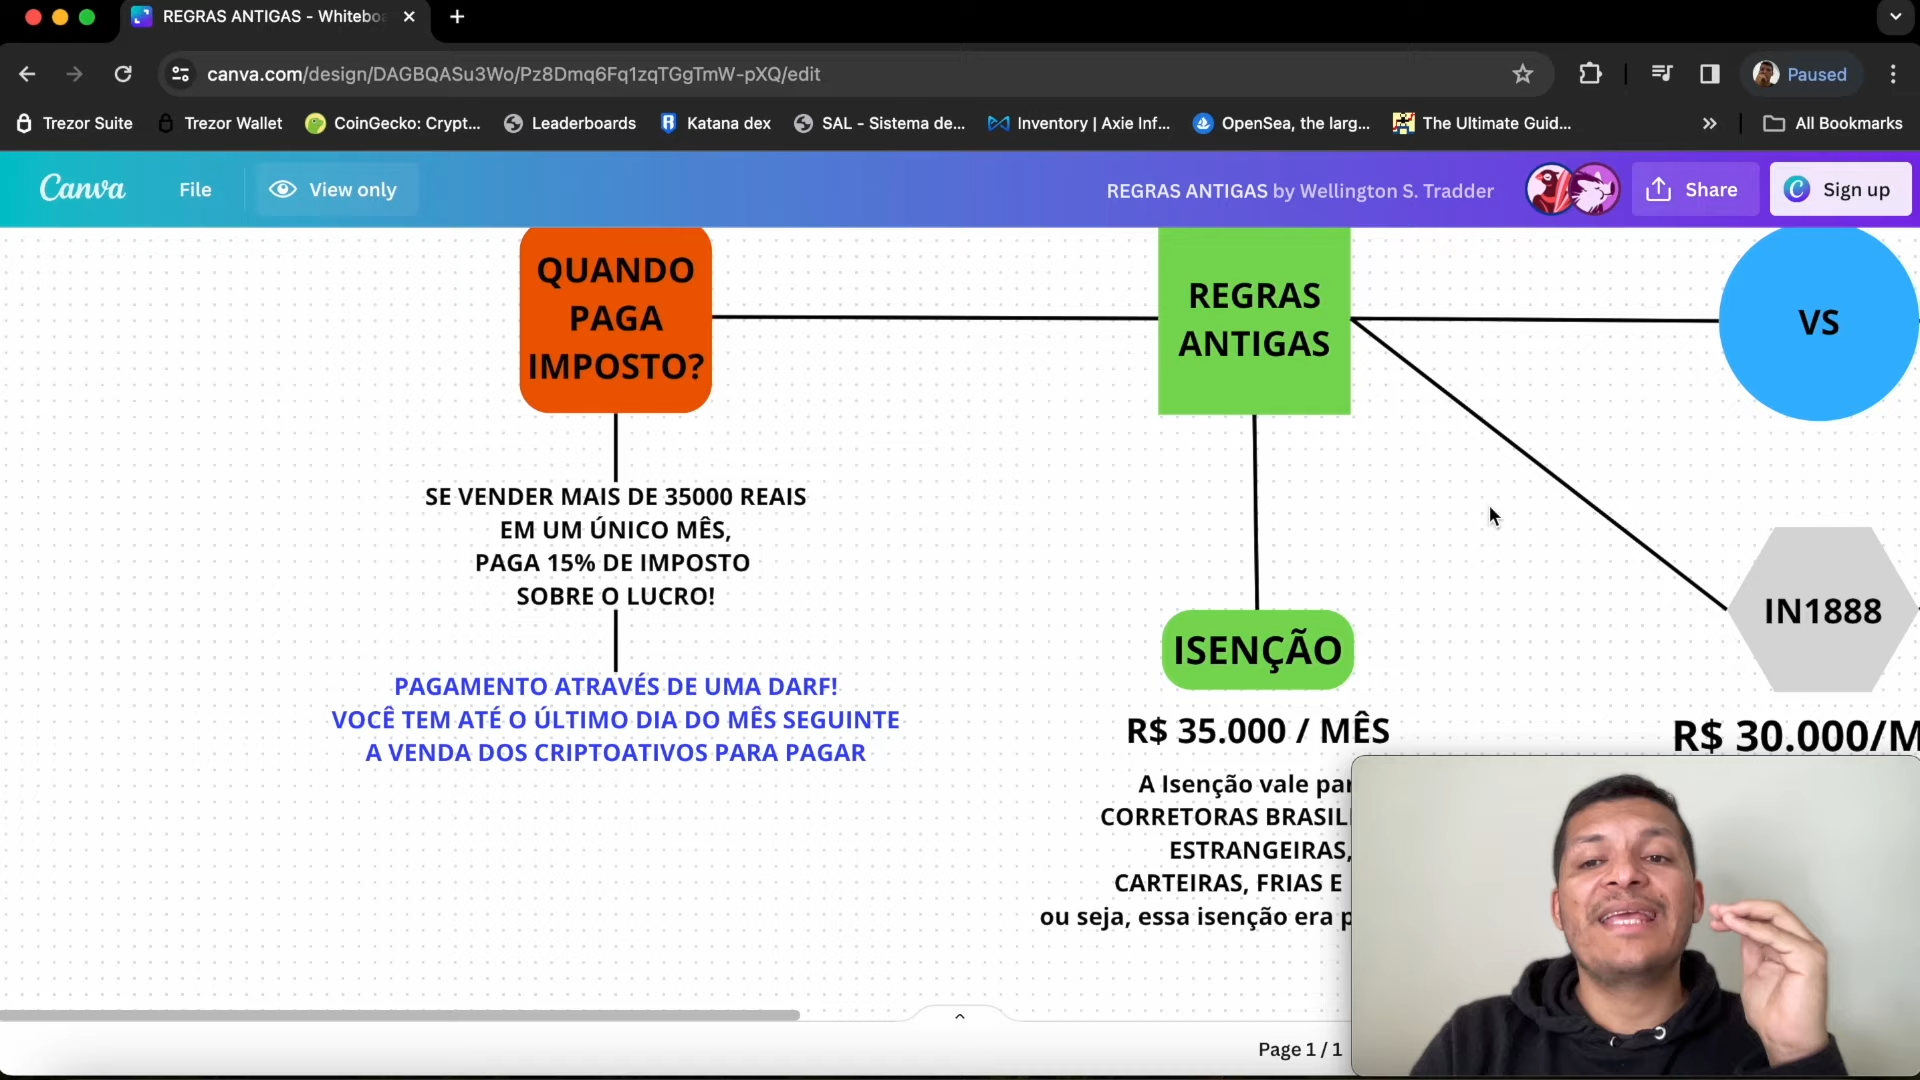 REGRAS ANTIGAS - Whitebo
canva.com/design/DAGBQASu3Wo/Pz8Dmq6Fq1zqTGgTmW-pXQ/edit
Paused
Trezor Suite
Trezor Wallet
CoinGecko: Crypt...
Leaderboards
Katana dex
SAL - Sistema de...
Inventory | Axie Inf...
OpenSea, the larg...
The Ultimate Guid...
All Bookmarks
Canva
File
View only
REGRAS ANTIGAS by Wellington S. Tradder
Share
Sign up
QUANDO
PAGA
IMPOSTO?
REGRAS
ANTIGAS
VS
SE VENDER MAIS DE 35000 REAIS
EM UM ÚNICO MÊS,
PAGA 15% DE IMPOSTO
SOBRE O LUCRO!
PAGAMENTO ATRAVÉS DE UMA DARF!
VOCÊ TEM ATÉ O ÚLTIMO DIA DO MÊS SEGUINTE
A VENDA DOS CRIPTOATIVOS PARA PAGAR
ISENÇÃO
R$ 35.000 / MÊS
A Isenção vale par
CORRETORAS BRASIL
ESTRANGEIRAS,
CARTEIRAS, FRIAS E
ou seja, essa isenção era p
IN1888
R$ 30.000/M
Page 1 / 1